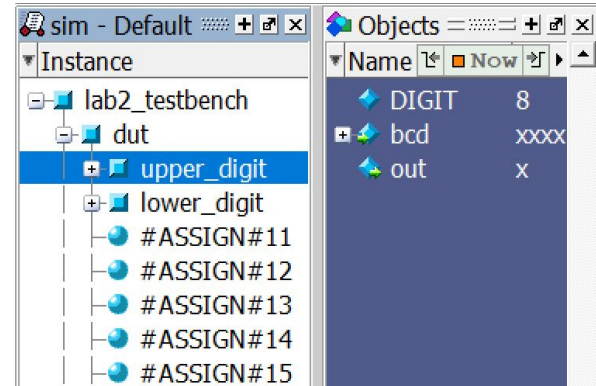 sim - Default
Instance
lab2_testbench
dut
upper_digit
lower_digit
#ASSIGN#11
#ASSIGN#12
#ASSIGN#13
#ASSIGN#14
#ASSIGN#15
Objects
Name Now
DIGIT 8
bcd xxxx
out x